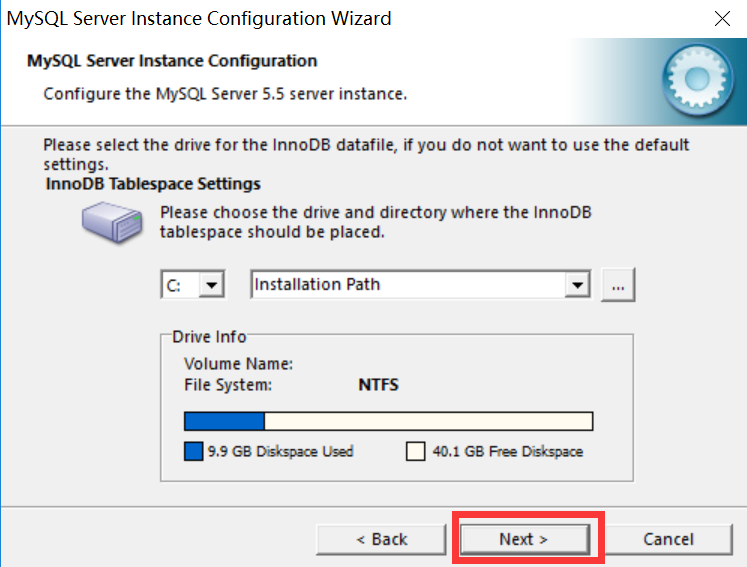 MySQL Server Instance Configuration Wizard
MySQL Server Instance Configuration
Configure the MySQL Server 5.5 server instance.
Please select the drive for the InnoDB datafile, if you do not want to use the default
settings.
InnoDB Tablespace Settings
Please choose the drive and directory where the InnoDB
tablespace should be placed.
C: Installation Path ...
Drive Info
Volume Name:
File System: NTFS
9.9 GB Diskspace Used 40.1 GB Free Diskspace
< Back Next > Cancel